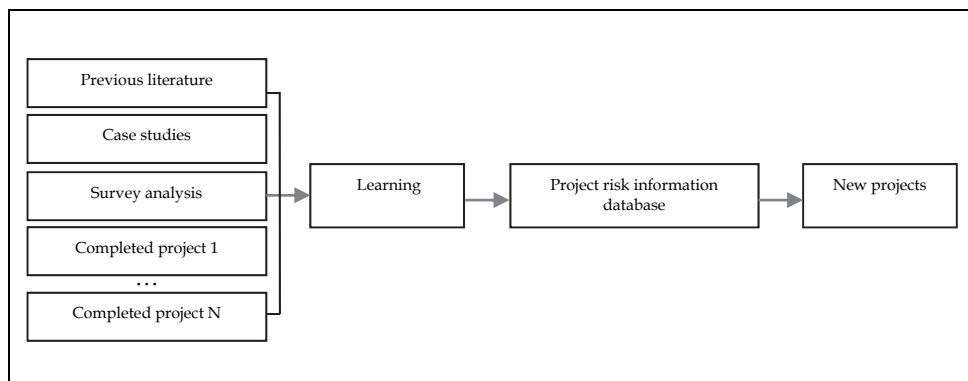 Previous literature
Case studies
Survey analysis
Completed project 1
...
Completed project N
Learning
Project risk information
database
New projects